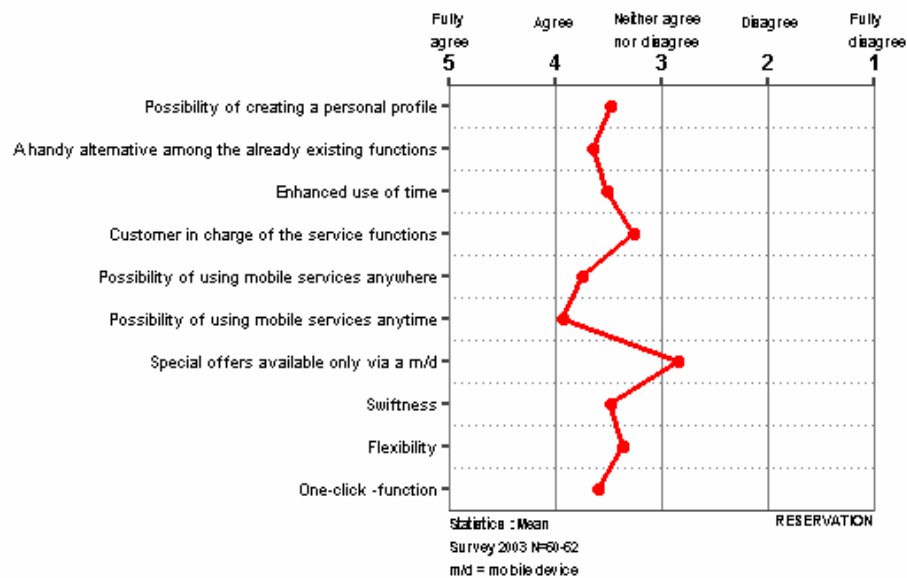 Fully agree
Agree
Neither agree nor disagree
Disagree
Fully disagree
5 4 3 2 1
Possibility of creating a personal profile
A handy alternative among the already existing functions
Enhanced use of time
Customer in charge of the service functions
Possibility of using mobile services anywhere
Possibility of using mobile services anytime
Special offers available only via a m/d
Swiftness
Flexibility
One-click -function
Statistics : Mean
RESERVATION
Survey 2003 N=60-62
m/d = mobile device